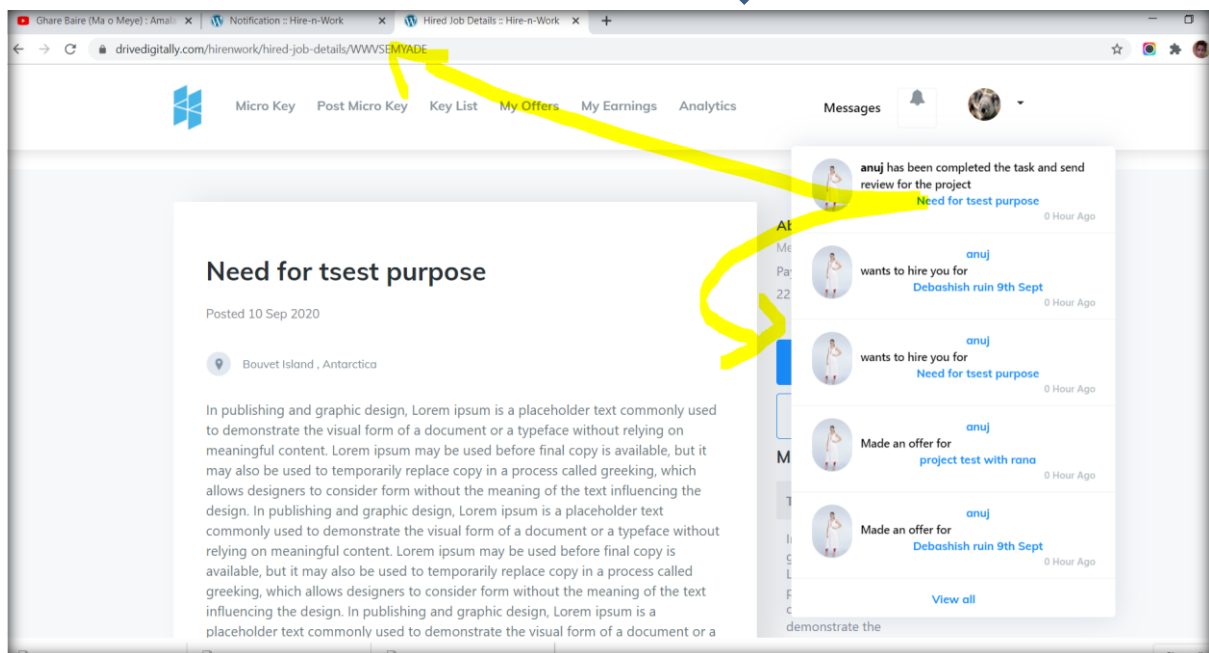 Ghare Baire (Ma o Meye) : Amala
Notification :: Hire-n-Work
Hired Job Details :: Hire-n-Work
drivedigitally.com/hirenwork/hired-job-details/WWVSEMYADE
Micro Key Post Micro Key Key List My Offers My Earnings Analytics Messages
Need for tsest purpose
Posted 10 Sep 2020
Bouvet Island , Antarctica
In publishing and graphic design, Lorem ipsum is a placeholder text commonly used
to demonstrate the visual form of a document or a typeface without relying on
meaningful content. Lorem ipsum may be used before final copy is available, but it
may also be used to temporarily replace copy in a process called greeking, which
allows designers to consider form without the meaning of the text influencing the
design. In publishing and graphic design, Lorem ipsum is a placeholder text
commonly used to demonstrate the visual form of a document or a typeface without
relying on meaningful content. Lorem ipsum may be used before final copy is
available, but it may also be used to temporarily replace copy in a process called
greeking, which allows designers to consider form without the meaning of the text
influencing the design. In publishing and graphic design, Lorem ipsum is a
placeholder text commonly used to demonstrate the visual form of a document or a
22
M
demonstrate the
anuj has been completed the task and send
review for the project
Need for tsest purpose
0 Hour Ago
anuj
wants to hire you for
Debashish ruin 9th Sept
0 Hour Ago
anuj
wants to hire you for
Need for tsest purpose
0 Hour Ago
anuj
Made an offer for
project test with rana
0 Hour Ago
anuj
Made an offer for
Debashish ruin 9th Sept
0 Hour Ago
View all